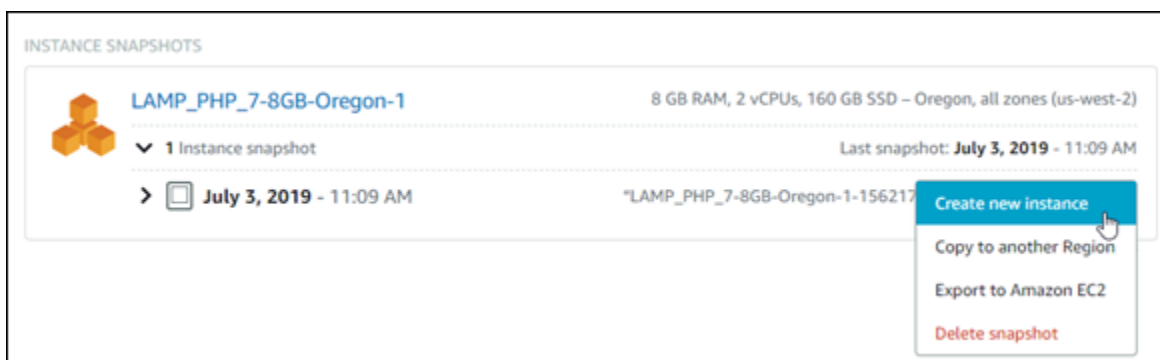 INSTANCE SNAPSHOTS
LAMP_PHP_7-8GB-Oregon-1
8 GB RAM, 2 vCPUs, 160 GB SSD – Oregon, all zones (us-west-2)
1 Instance snapshot
Last snapshot: July 3, 2019 - 11:09 AM
July 3, 2019 - 11:09 AM
"LAMP_PHP_7-8GB-Oregon-1-156217
Create new instance
Copy to another Region
Export to Amazon EC2
Delete snapshot